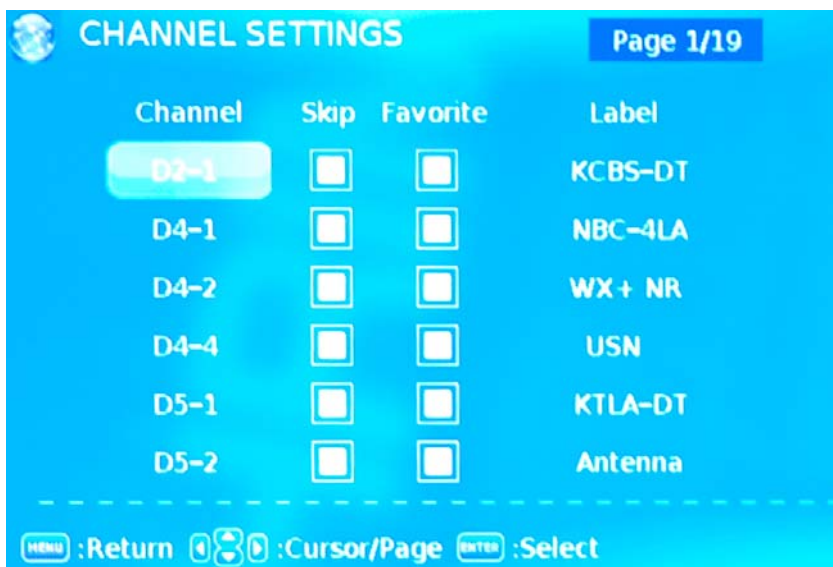 CHANNEL SETTINGS Page 1/19
Channel Skip Favorite Label
D2-1 KCBS-DT
D4-1 NBC-4LA
D4-2 WX+ NR
D4-4 USN
D5-1 KTLA-DT
D5-2 Antenna
MENU :Return :Cursor/Page ENTER :Select